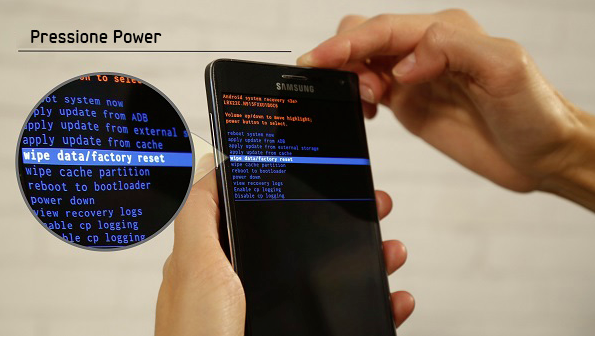 Pressione Power
SAMSUNG
Android system recovery <3e>
Volume up/down to move highlight;
power button to select.
reboot system now
apply update from ADB
apply update from external storage
apply update from cache
wipe data/factory reset
wipe cache partition
reboot to bootloader
power down
view recovery logs
Enable cp logging
Disable cp logging
on to selec
oot system now
pply update from ADB
apply update from external s
apply update from cache
wipe data/factory reset
wipe cache partition
reboot to bootloader
power down
view recovery logs
nable cp logging
ble cp logging